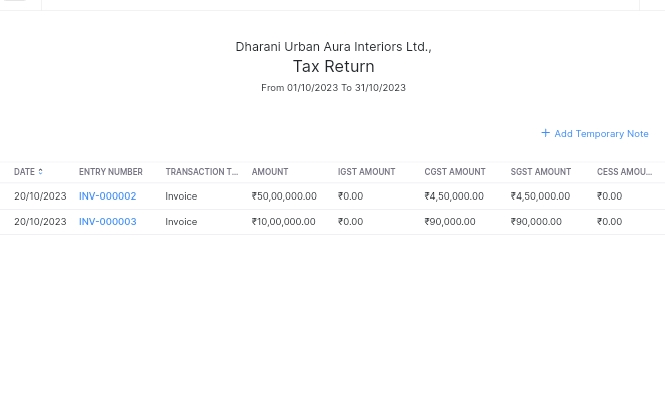 Dharani Urban Aura Interiors Ltd.,
Tax Return
From 01/10/2023 To 31/10/2023
+ Add Temporary Note
DATE ENTRY NUMBER TRANSACTION T... AMOUNT IGST AMOUNT CGST AMOUNT SGST AMOUNT CESS AMOU...
20/10/2023 INV-000002 Invoice ₹50,00,000.00 ₹0.00 ₹4,50,000.00 ₹4,50,000.00 ₹0.00
20/10/2023 INV-000003 Invoice ₹10,00,000.00 ₹0.00 ₹90,000.00 ₹90,000.00 ₹0.00